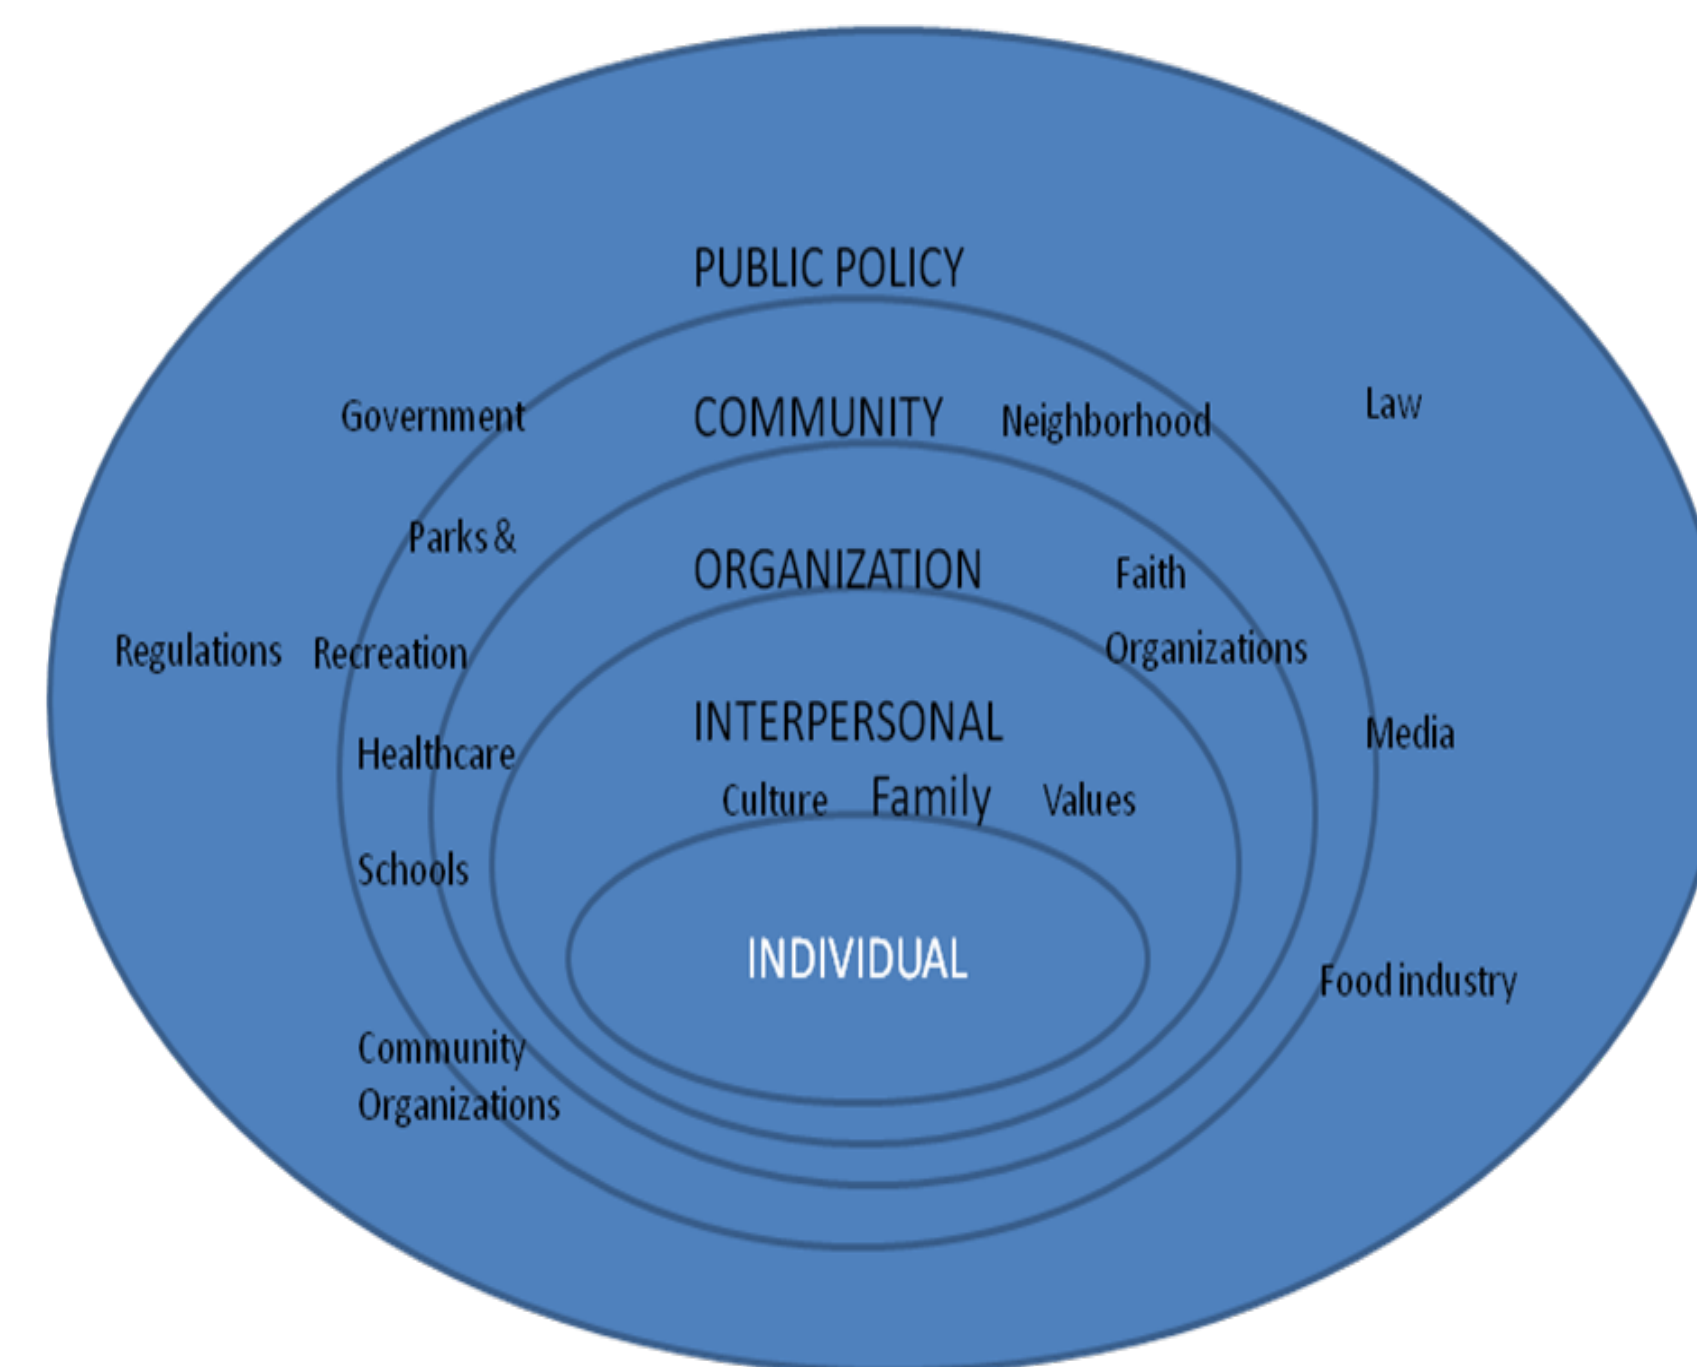 PUBLIC POLICY
Government
COMMUNITY
Neighborhood
Law
Parks &
Recreation
ORGANIZATION
Faith
Organizations
Regulations
INTERPERSONAL
Media
Healthcare
Culture Family Values
Schools
INDIVIDUAL
Food industry
Community
Organizations